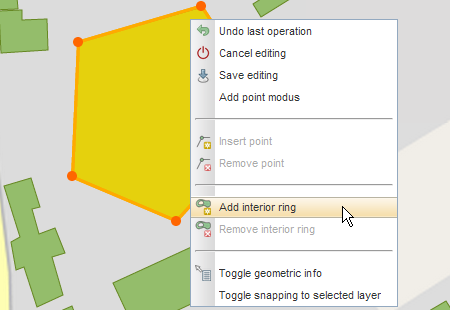 Undo last operation
Cancel editing
Save editing
Add point modus
Insert point
Remove point
Add interior ring
Remove interior ring
Toggle geometric info
Toggle snapping to selected layer